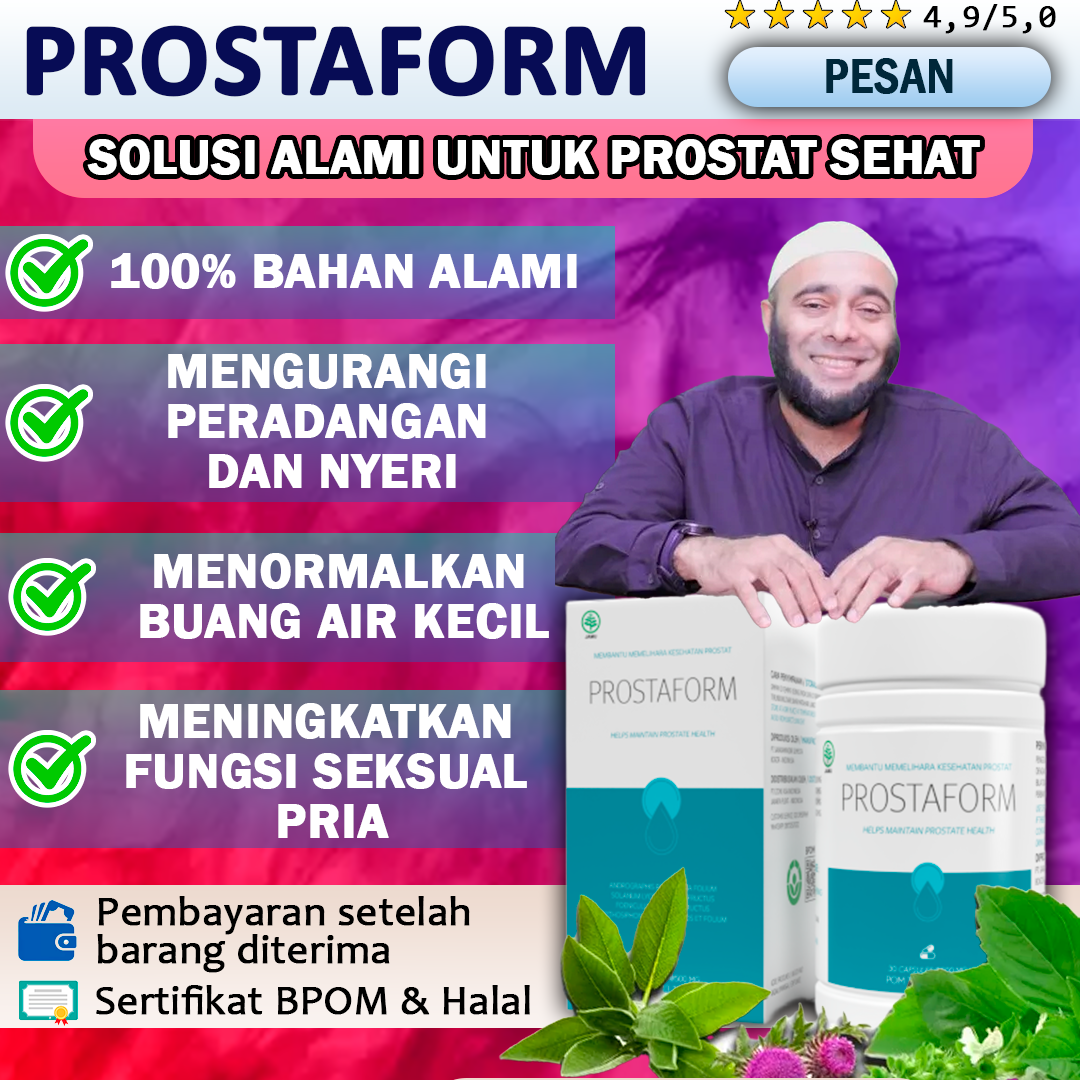 PROSTAFORM
4,9/5,0
PESAN
SOLUSI ALAMI UNTUK PROSTAT SEHAT
100% BAHAN ALAMI
MENGURANGI
PERADANGAN
DAN NYERI
MENORMALKAN
BUANG AIR KECIL
MENINGKATKAN
FUNGSI SEKSUAL
PRIA
Pembayaran setelah
barang diterima
Sertifikat BPOM & Halal
MEMBANTU MEMELIHARA KESEHATAN PROSTAT
PROSTAFORM
HELPS MAINTAIN PROSTATE HEALTH
MEMBANTU MEMELIHARA KESEHATAN PROSTAT
PROSTAFORM
HELPS MAINTAIN PROSTATE HEALTH